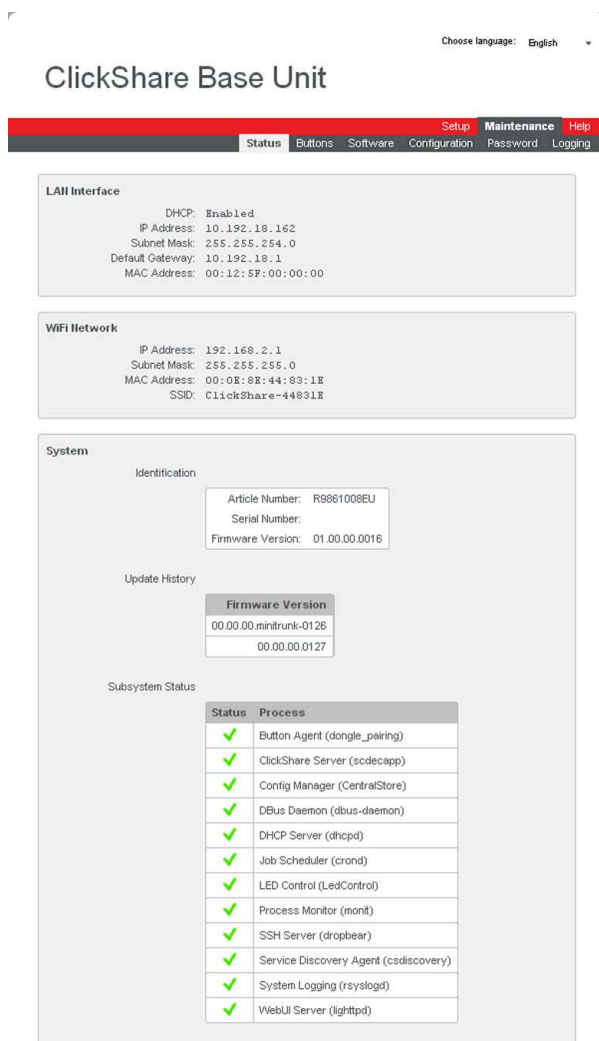 Choose language: English
ClickShare Base Unit
Setup Maintenance Help
Status Buttons Software Configuration Password Logging
LAN Interface
DHCP: Enabled
IP Address: 10.192.18.162
Subnet Mask: 255.255.254.0
Default Gateway: 10.192.18.1
MAC Address: 00:12:5F:00:00:00
WiFi Network
IP Address: 192.168.2.1
Subnet Mask: 255.255.255.0
MAC Address: 00:0E:8E:44:83:1E
SSID: ClickShare-44831E
System
Identification
Article Number: R9861008EU
Serial Number:
Firmware Version: 01.00.00.0016
Update History
Firmware Version
00.00.00.minitrunk-0126
00.00.00.0127
Subsystem Status
Status Process
Button Agent (dongle_pairing)
ClickShare Server (scdecapp)
Config Manager (CentralStore)
DBus Daemon (dbus-daemon)
DHCP Server (dhcpd)
Job Scheduler (crond)
LED Control (LedControl)
Process Monitor (monit)
SSH Server (dropbear)
Service Discovery Agent (csdiscovery)
System Logging (rsyslogd)
WebUI Server (lighttpd)